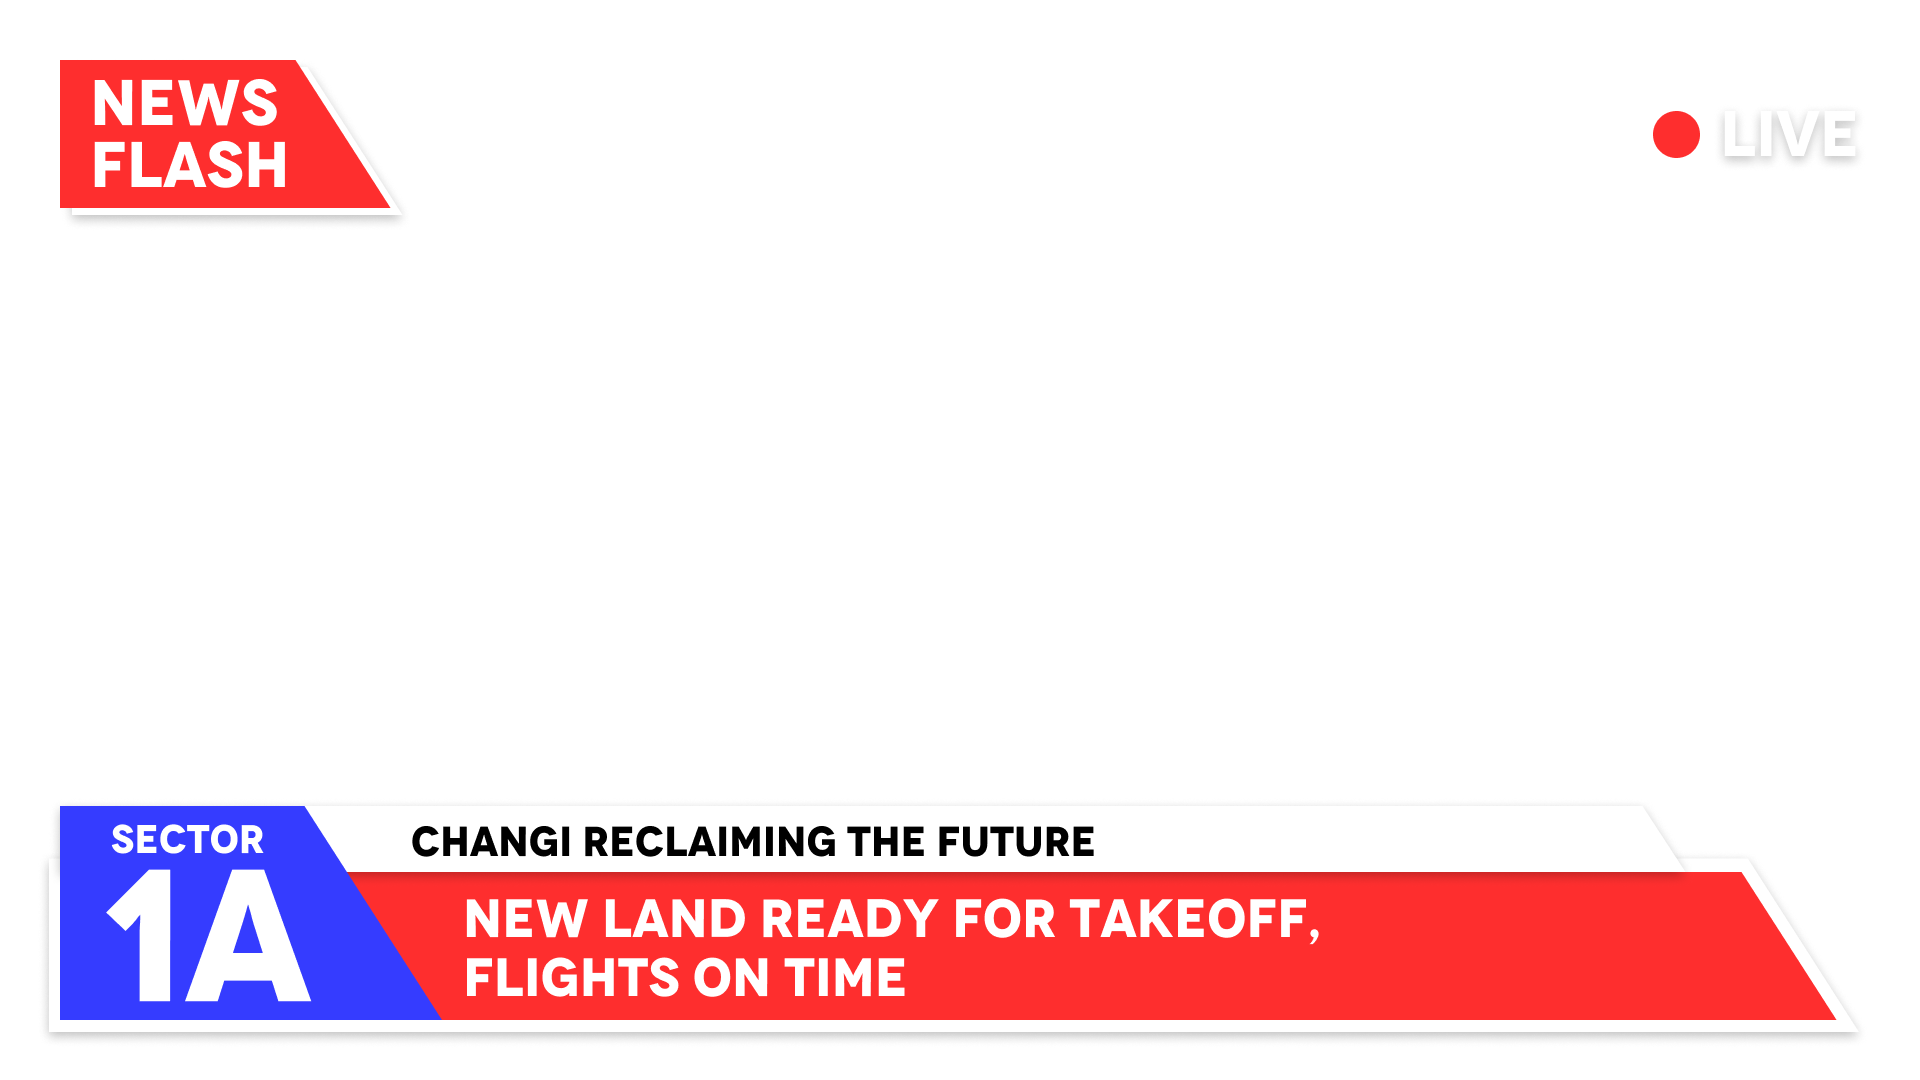 NEWS
FLASH
LIVE
SECTOR
1A
CHANGI RECLAIMING THE FUTURE
NEW LAND READY FOR TAKEOFF,
FLIGHTS ON TIME